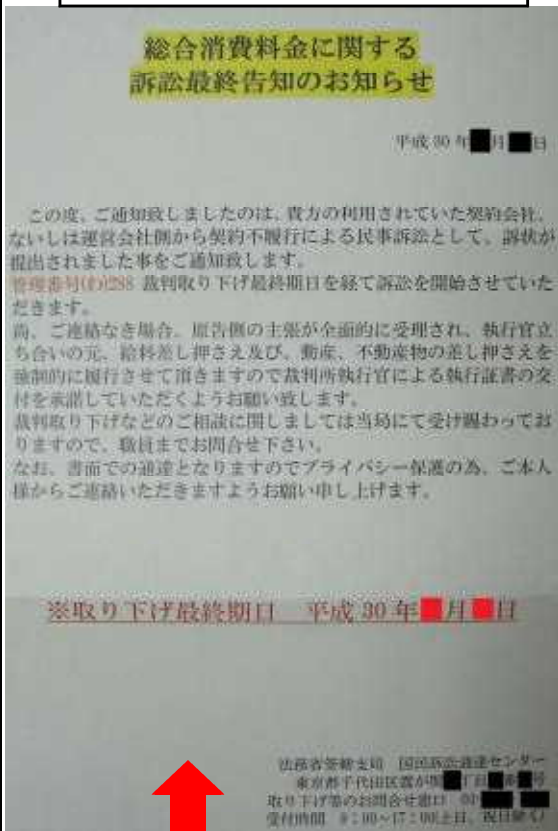 総合消費料金に関する
訴訟最終告知のお知らせ
平成 30 年 月 日
この度、ご通知致しましたのは、貴方の利用されていた契約会社、
ないしは運営会社側から契約不履行による民事訴訟として、訴状が
提出されました事をご通知致します。
管理番号(わ)288 裁判取り下げ最終期日を経て訴訟を開始させていた
だきます。
尚、ご連絡なき場合、原告側の主張が全面的に受理され、執行官立
ち合いの元、給料差し押さえ及び、動産、不動産物の差し押さえを
強制的に履行させて頂きますので裁判所執行官による執行証書の交
付を承諾していただくようお願い致します。
裁判取り下げなどのご相談に関しましては当局にて受け賜わってお
りますので、職員までお問合せ下さい。
なお、書面での通達となりますのでプライバシー保護の為、ご本人
様からご連絡いただきますようお願い申し上げます。
※取り下げ最終期日 平成 30 年 月 日
法務省管轄支局 国民訴訟通達センター
東京都千代田区霞が関 丁目 番 号
取り下げ等のお問合せ窓口 03
受付時間 9:00~17:00(土日、祝日除く)